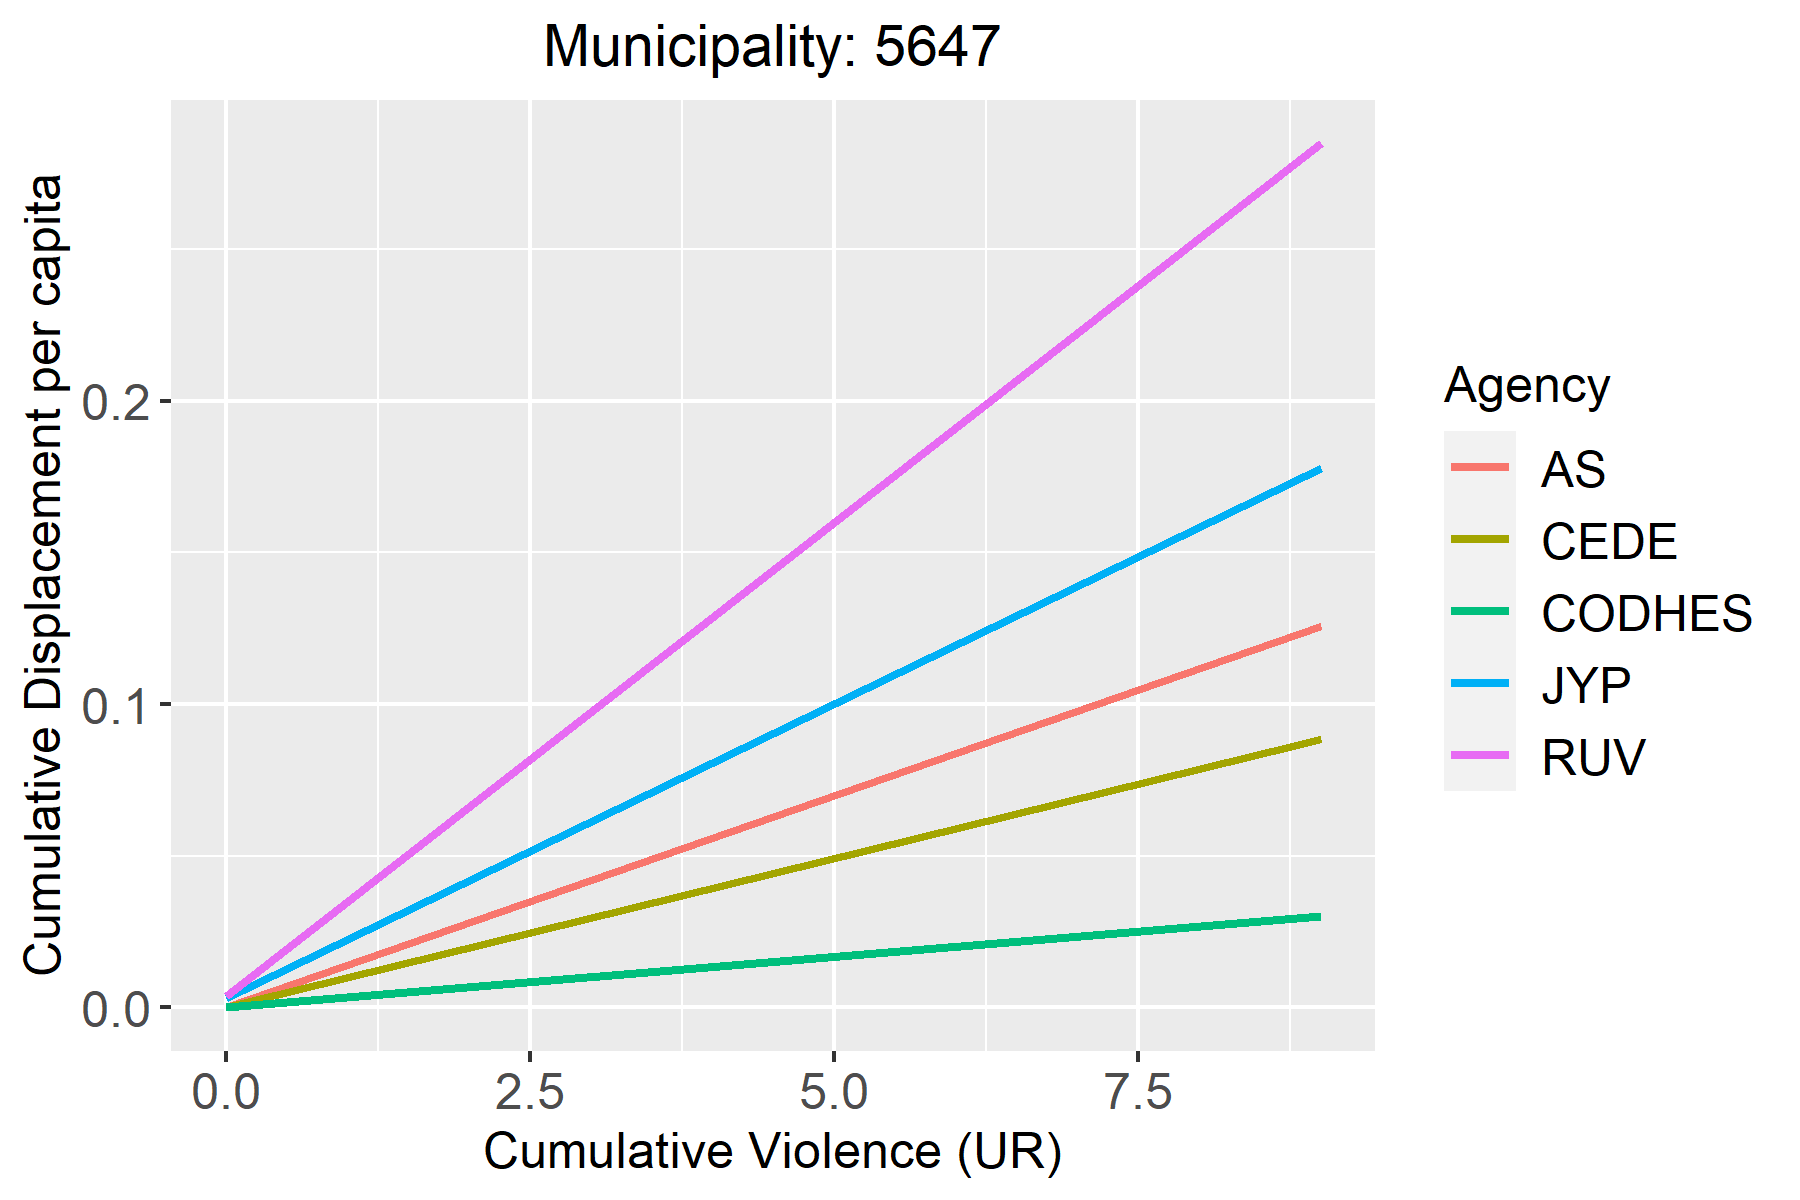 Municipality: 5647
Cumulative Displacement per capita
0.2
0.1
0.0
0.0 2.5 5.0 7.5
Cumulative Violence (UR)
Agency
AS
CEDE
CODHES
JYP
RUV